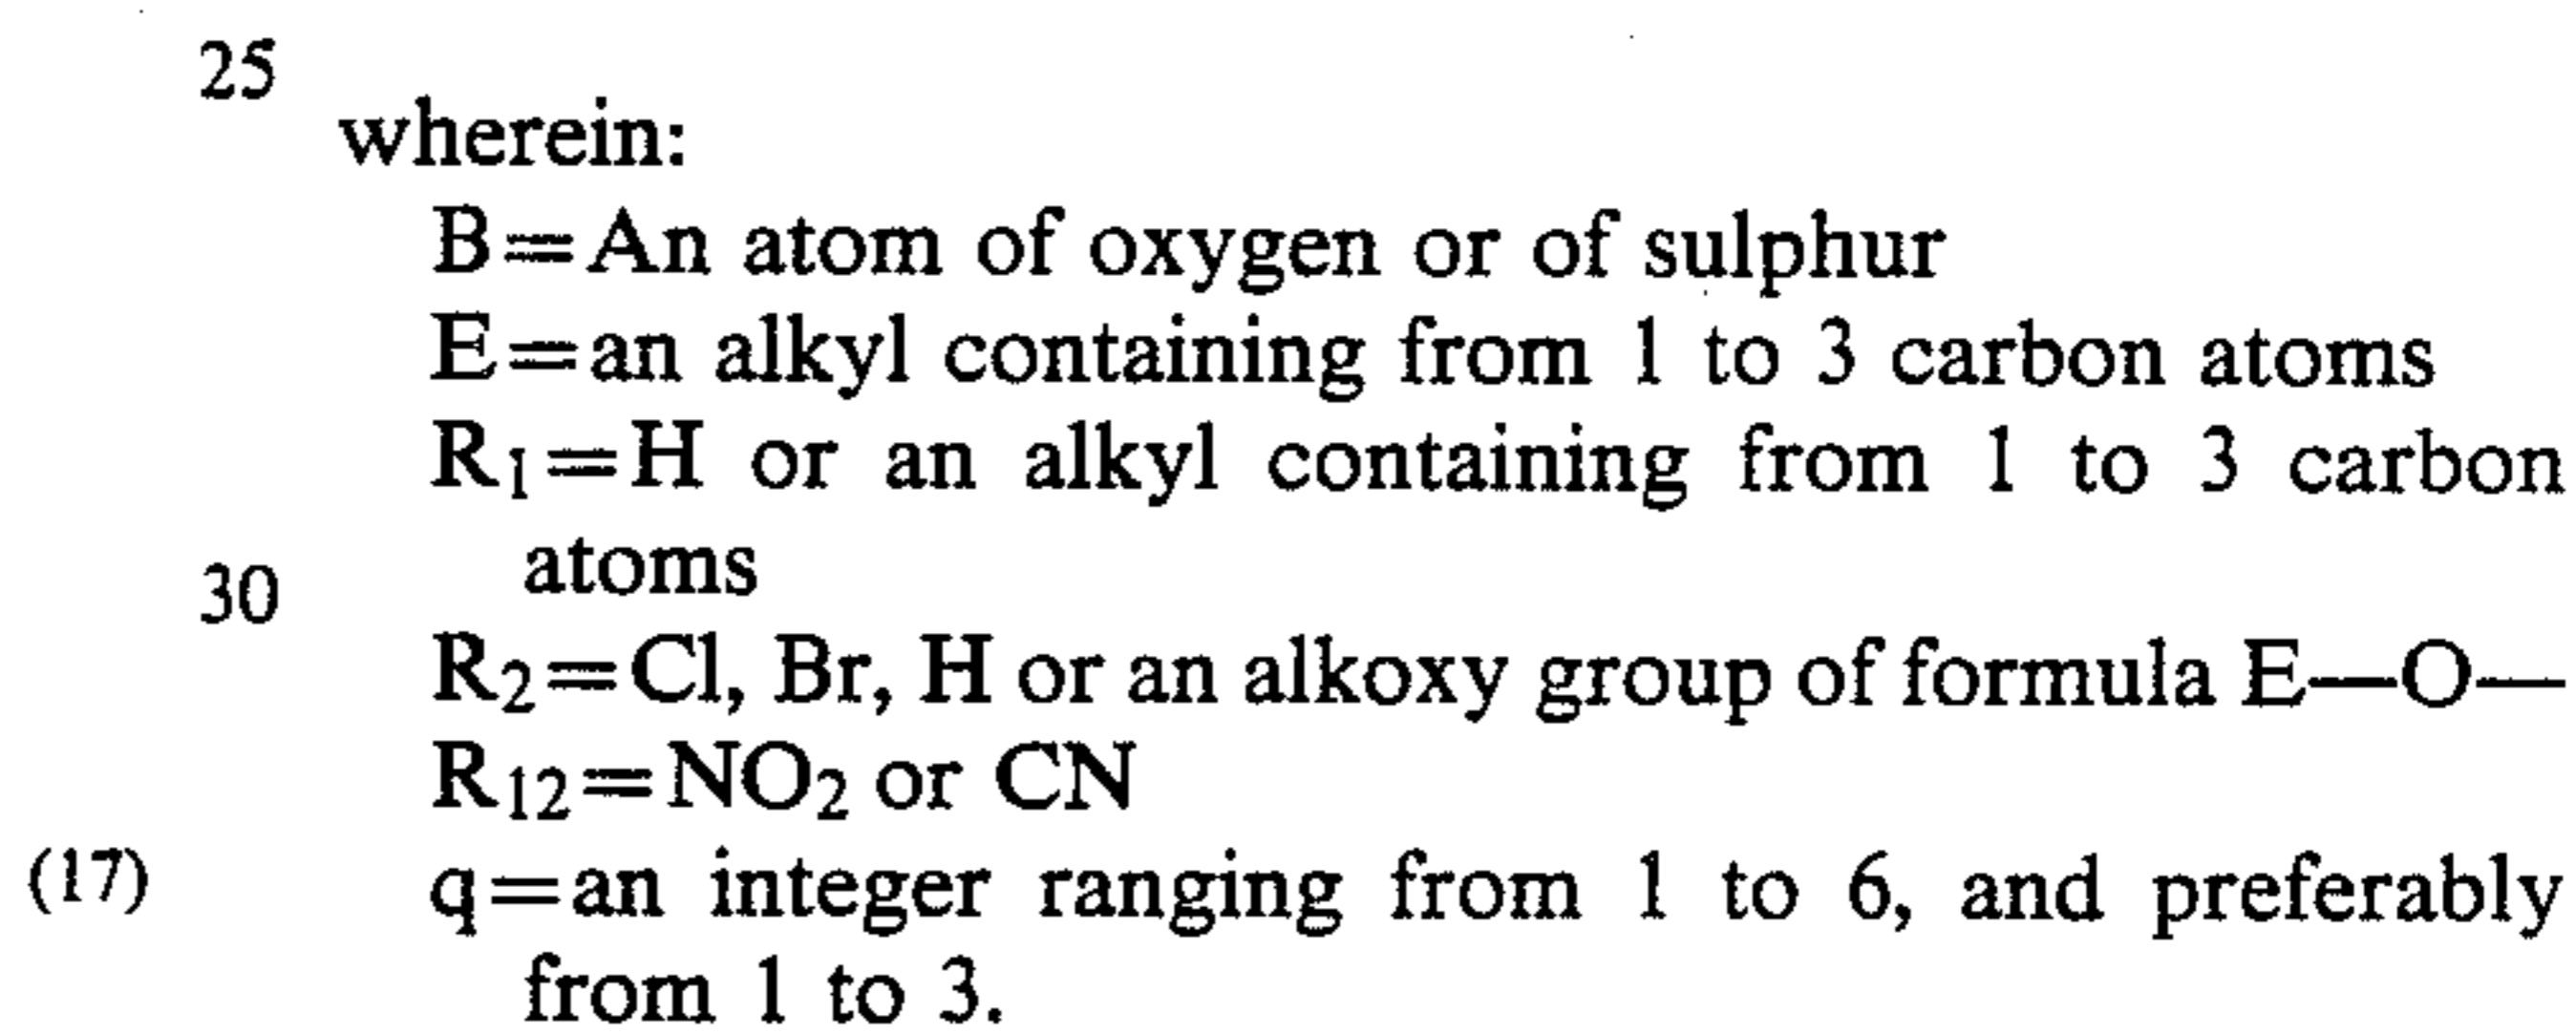 25
wherein:
B=An atom of oxygen or of sulphur
E=an alkyl containing from 1 to 3 carbon atoms
R1=H or an alkyl containing from 1 to 3 carbon
30 atoms
R2=Cl, Br, H or an alkoxy group of formula E—O—
R12=NO2 or CN
(17) q=an integer ranging from 1 to 6, and preferably
from 1 to 3.